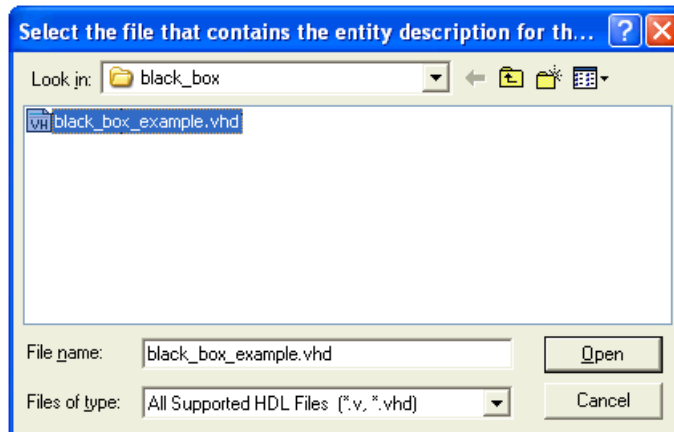 Select the file that contains the entity description for th...
Look in: black_box
black_box_example.vhd
File name: black_box_example.vhd
Open
Files of type: All Supported HDL Files (*.v, *.vhd)
Cancel